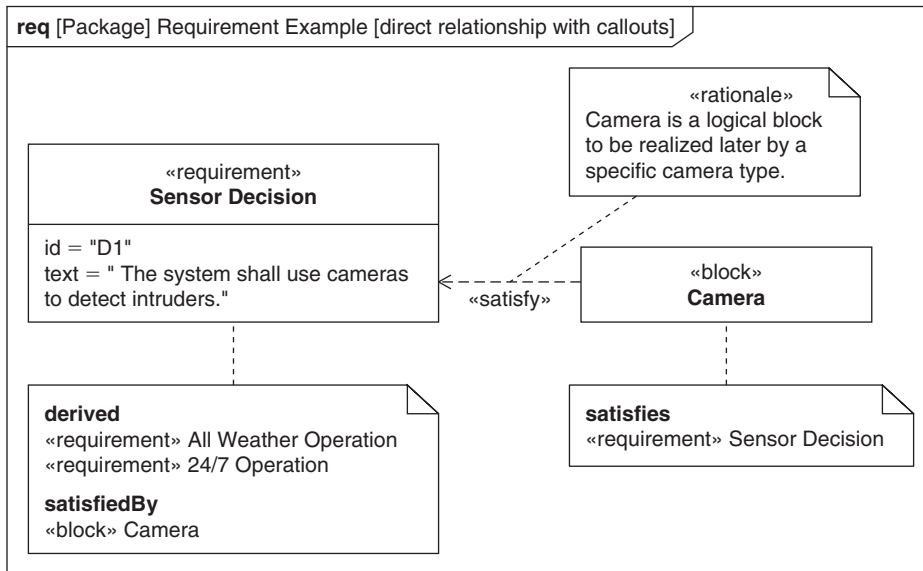 req [Package] Requirement Example [direct relationship with callouts]
«rationale»
Camera is a logical block
to be realized later by a
specific camera type.
«requirement»
Sensor Decision
id = "D1"
text = " The system shall use cameras
to detect intruders."
«satisfy»
«block»
Camera
derived
«requirement» All Weather Operation
«requirement» 24/7 Operation
satisfiedBy
«block» Camera
satisfies
«requirement» Sensor Decision